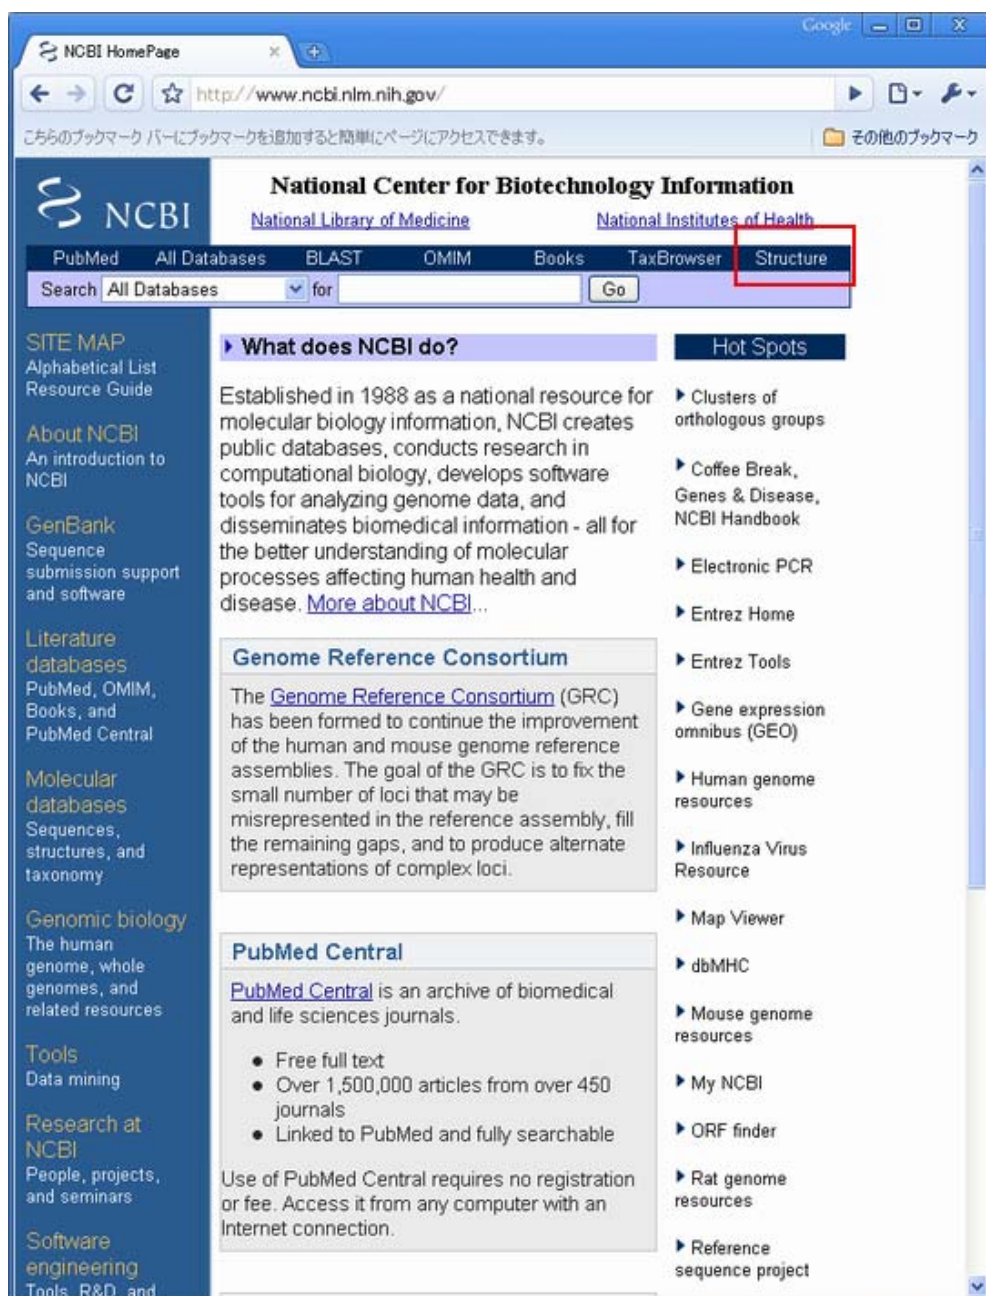 Google
NCBI HomePage
http://www.ncbi.nlm.nih.gov/
こちらのブックマーク バーにブックマークを追加すると簡単にページにアクセスできます。
その他のブックマーク
NCBI
National Center for Biotechnology Information
National Library of Medicine National Institutes of Health
PubMed All Databases BLAST OMIM Books TaxBrowser Structure
Search All Databases for Go
SITE MAP
Alphabetical List
Resource Guide
About NCBI
An introduction to
NCBI
GenBank
Sequence
submission support
and software
Literature
databases
PubMed, OMIM,
Books, and
PubMed Central
Molecular
databases
Sequences,
structures, and
taxonomy
Genomic biology
The human
genome, whole
genomes, and
related resources
Tools
Data mining
Research at
NCBI
People, projects,
and seminars
Software
engineering
Tools, R&D, and
What does NCBI do?
Established in 1988 as a national resource for
molecular biology information, NCBI creates
public databases, conducts research in
computational biology, develops software
tools for analyzing genome data, and
disseminates biomedical information - all for
the better understanding of molecular
processes affecting human health and
disease. More about NCBI...
Genome Reference Consortium
The Genome Reference Consortium (GRC)
has been formed to continue the improvement
of the human and mouse genome reference
assemblies. The goal of the GRC is to fix the
small number of loci that may be
misrepresented in the reference assembly, fill
the remaining gaps, and to produce alternate
representations of complex loci.
PubMed Central
PubMed Central is an archive of biomedical
and life sciences journals.
● Free full text
● Over 1,500,000 articles from over 450
journals
● Linked to PubMed and fully searchable
Use of PubMed Central requires no registration
or fee. Access it from any computer with an
Internet connection.
Hot Spots
Clusters of
orthologous groups
Coffee Break,
Genes & Disease,
NCBI Handbook
Electronic PCR
Entrez Home
Entrez Tools
Gene expression
omnibus (GEO)
Human genome
resources
Influenza Virus
Resource
Map Viewer
dbMHC
Mouse genome
resources
My NCBI
ORF finder
Rat genome
resources
Reference
sequence project